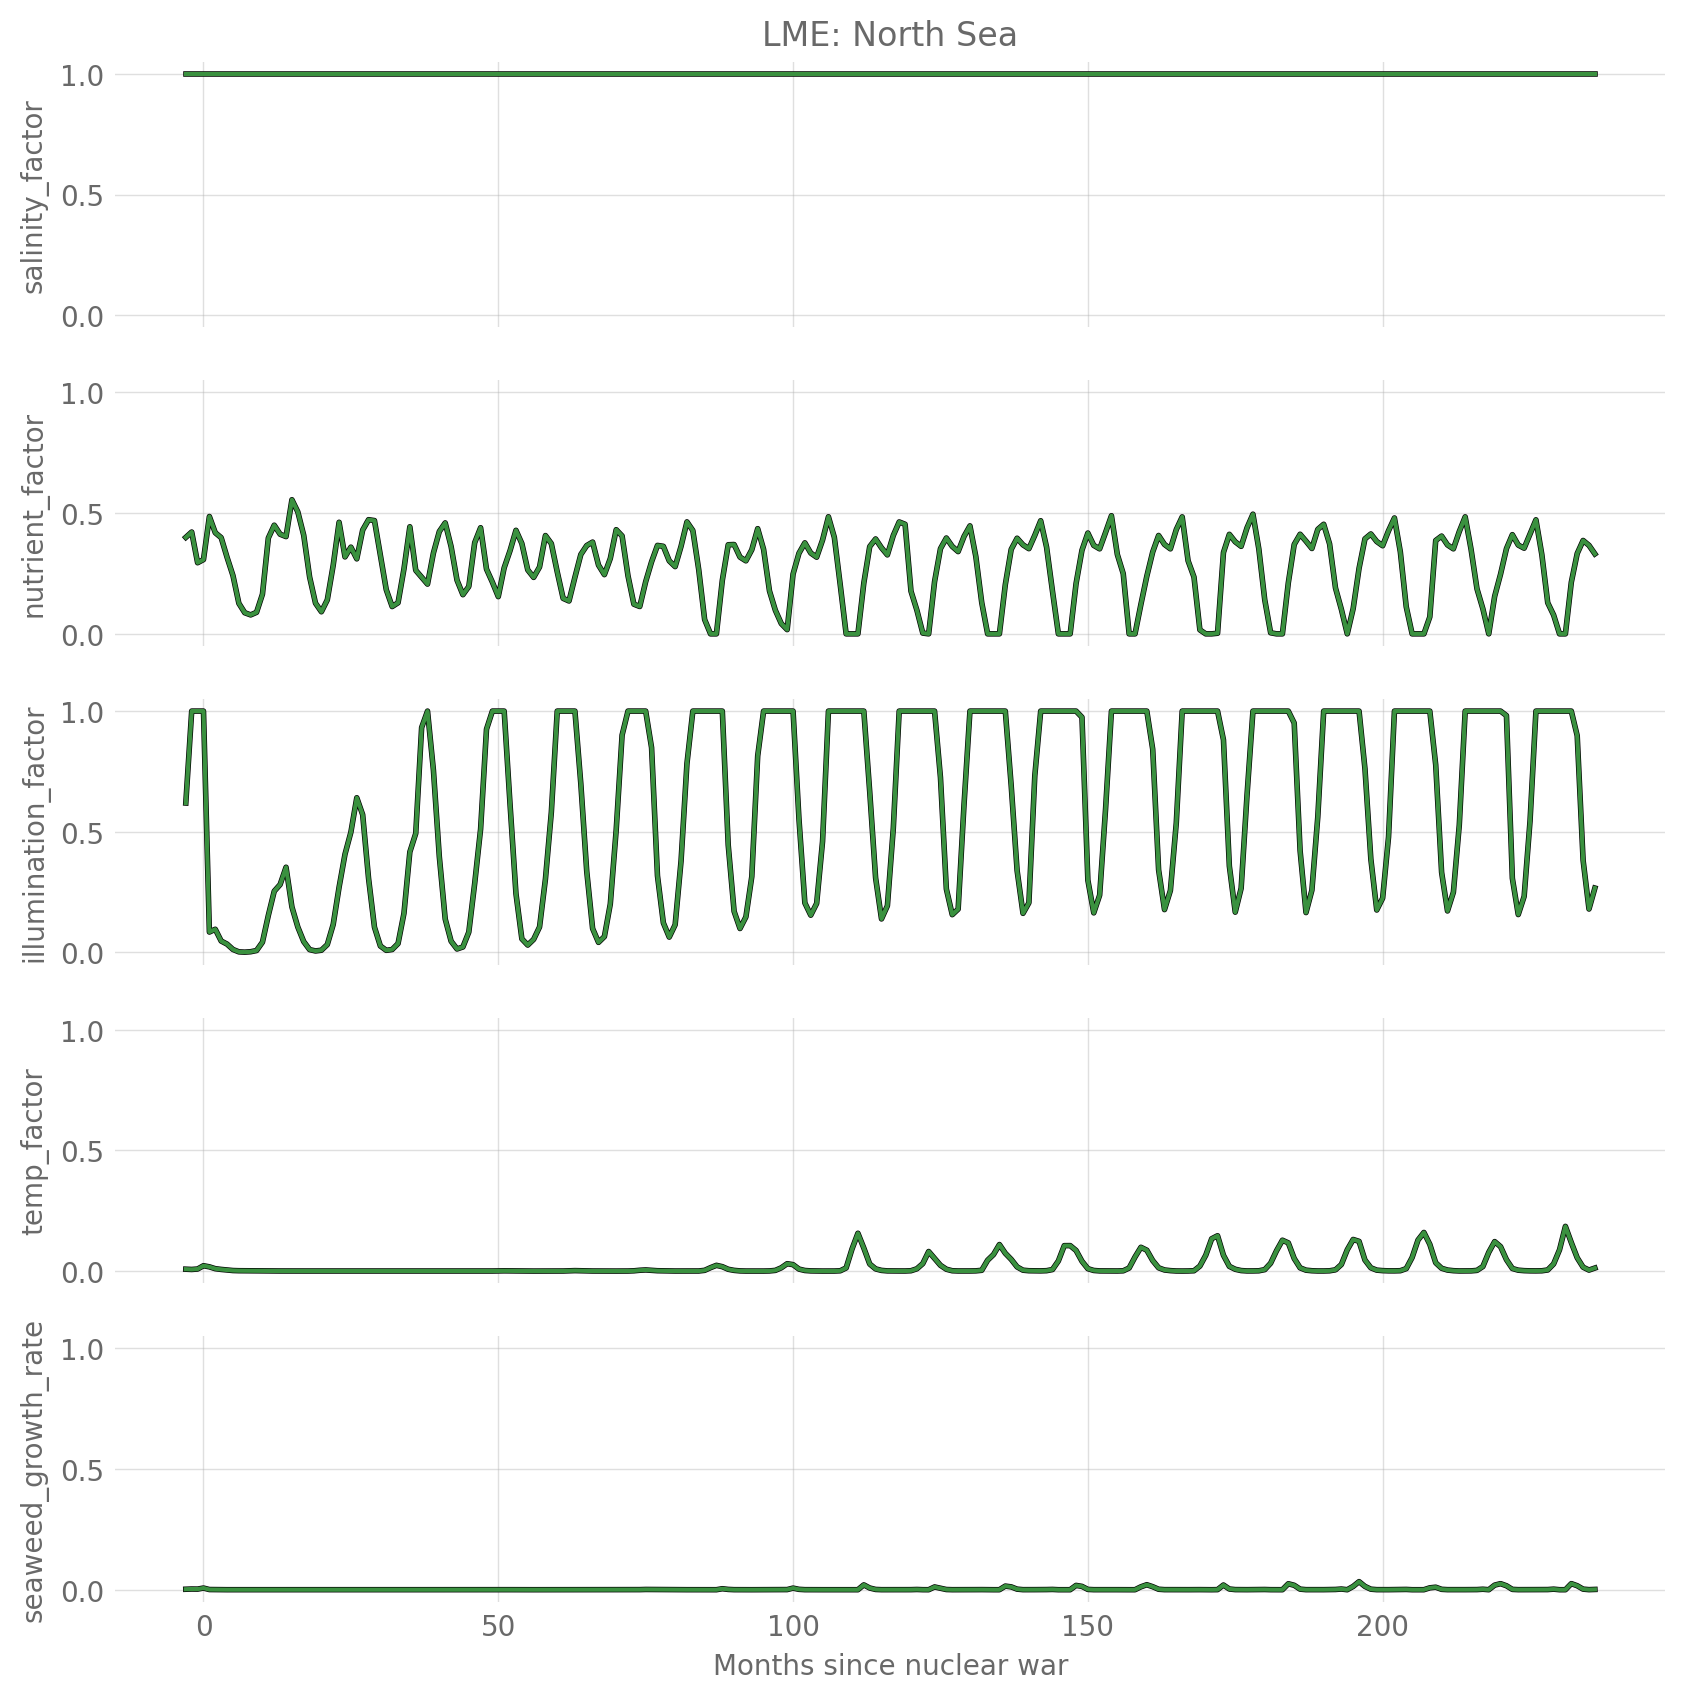 LME: North Sea
1.0
0.5
0.0
salinity_factor
1.0
0.5
0.0
nutrient_factor
1.0
0.5
0.0
illumination_factor
1.0
0.5
0.0
temp_factor
1.0
0.5
0.0
seaweed_growth_rate
0 50 100 150 200
Months since nuclear war